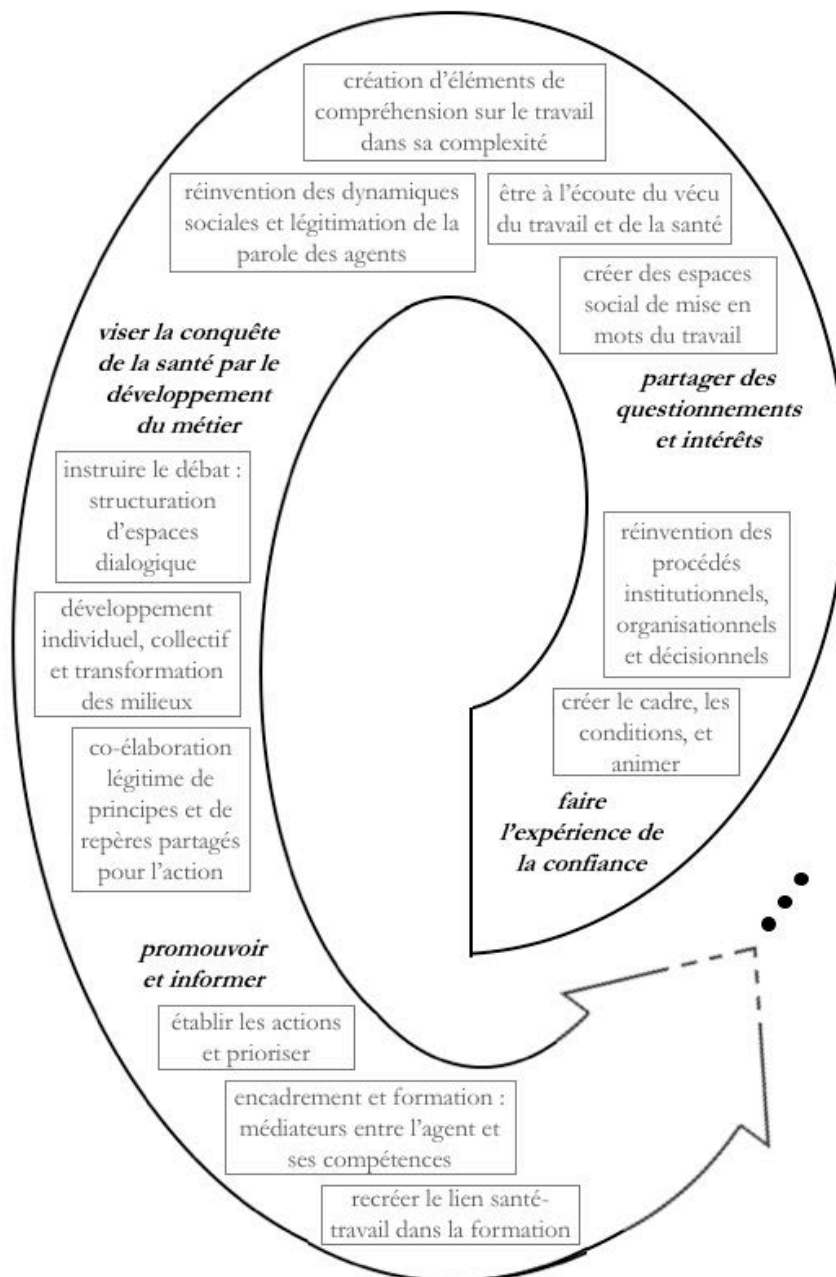 création d'éléments de
compréhension sur le travail
dans sa complexité
réinvention des dynamiques
sociales et légitimation de la
parole des agents
être à l'écoute du vécu
du travail et de la santé
créer des espaces
social de mise en
mots du travail
viser la conquête
de la santé par le
développement
du métier
partager des
questionnements
et intérêts
instruire le débat :
structuration
d'espaces
dialogique
réinvention des
procédés
institutionnels,
organisationnels
et décisionnels
développement
individuel, collectif
et transformation
des milieux
créer le cadre, les
conditions, et
animer
co-élaboration
légitime de
principes et de
repères partagés
pour l'action
faire
l'expérience de
la confiance
promouvoir
et informer
établir les actions
et prioriser
encadrement et formation :
médiateurs entre l'agent et
ses compétences
recréer le lien santé-
travail dans la formation